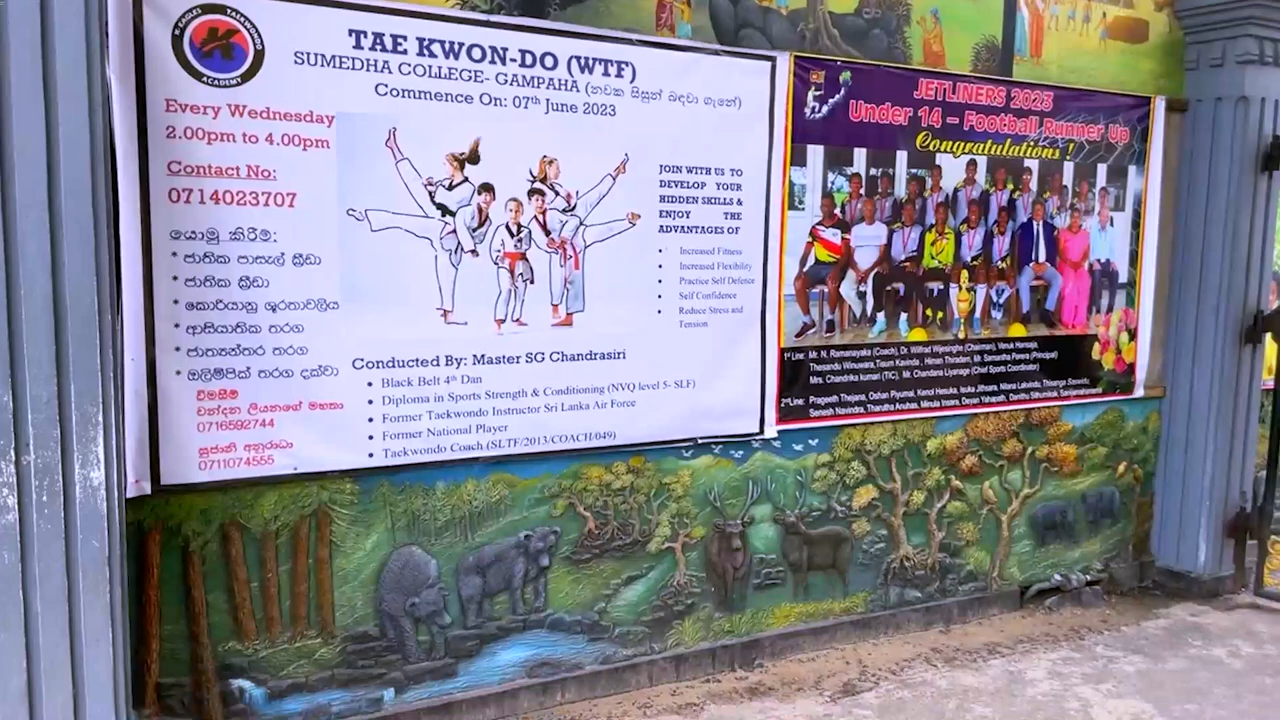 K-EAGLES TAEKWONDO
ACADEMY
TAE KWON-DO (WTF)
SUMEDHA COLLEGE- GAMPAHA (නවක සිසුන් බඳවා ගැනේ)
Commence On: 07th June 2023
Every Wednesday
2.00pm to 4.00pm
Contact No:
0714023707
යොමු කිරීම:
* ජාතික පාසැල් ක්‍රීඩා
* ජාතික ක්‍රීඩා
* කොරියානු ශූරතාවලිය
* ආසියාතික තරග
* ජාත්‍යන්තර තරග
* ඔලිම්පික් තරග දක්වා
විමසීම්
චන්දන ලියනගේ මහතා
0716592744
සුජානි අනුරාධා
0711074555
JOIN WITH US TO
DEVELOP YOUR
HIDDEN SKILLS &
ENJOY THE
ADVANTAGES OF
• Increased Fitness
• Increased Flexibility
• Practice Self Defence
• Self Confidence
• Reduce Stress and
Tension
Conducted By: Master SG Chandrasiri
• Black Belt 4th Dan
• Diploma in Sports Strength & Conditioning (NVQ level 5- SLF)
• Former Taekwondo Instructor Sri Lanka Air Force
• Former National Player
• Taekwondo Coach (SLTF/2013/COACH/049)
JETLINERS 2023
Under 14 – Football Runner Up
Congratulations !
1st Line: Mr. N. Ramanayaka (Coach), Dr. Wilfrad Wijesinghe (Chairman), Venuk Hansaja,
Thesandu Winuwara, Tisum Kavinda , Himan Thiradam, Mr. Samantha Perera (Principal)
Mrs. Chandrika kumari (TIC), Mr. Chandana Liyanage (Chief Sports Coordinator)
2nd Line: Prageeth Thejana, Oshan Piyumal, Kenol Hesuka, Isuka Jithsara, Nilana Lakvindu, Thisanga Saswidu,
Senesh Navindra, Tharutha Anuhas, Minula Insara, Deyan Yahapath, Danithu Sithumkuk,